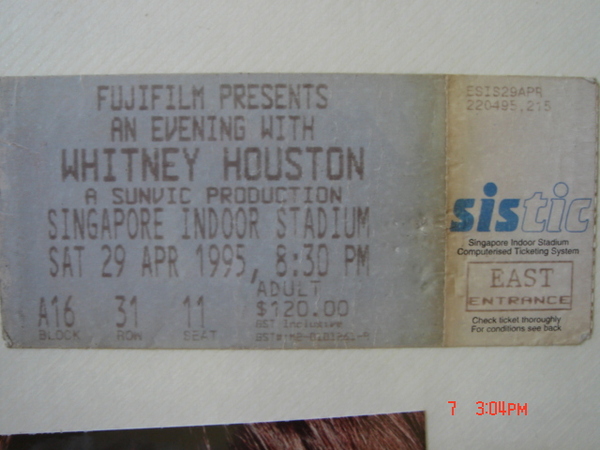 FUJIFILM PRESENTS
AN EVENING WITH
WHITNEY HOUSTON
A SUNVIC PRODUCTION
SINGAPORE INDOOR STADIUM
SAT 29 APR 1995, 8:30 PM
ADULT
A16 31 11 $120.00
BLOCK ROW SEAT GST Inclusive
ESIS29APR
220495,215
sistic
Singapore Indoor Stadium
Computerised Ticketing System
EAST
ENTRANCE
Check ticket thoroughly
For conditions see back
7 3:04PM